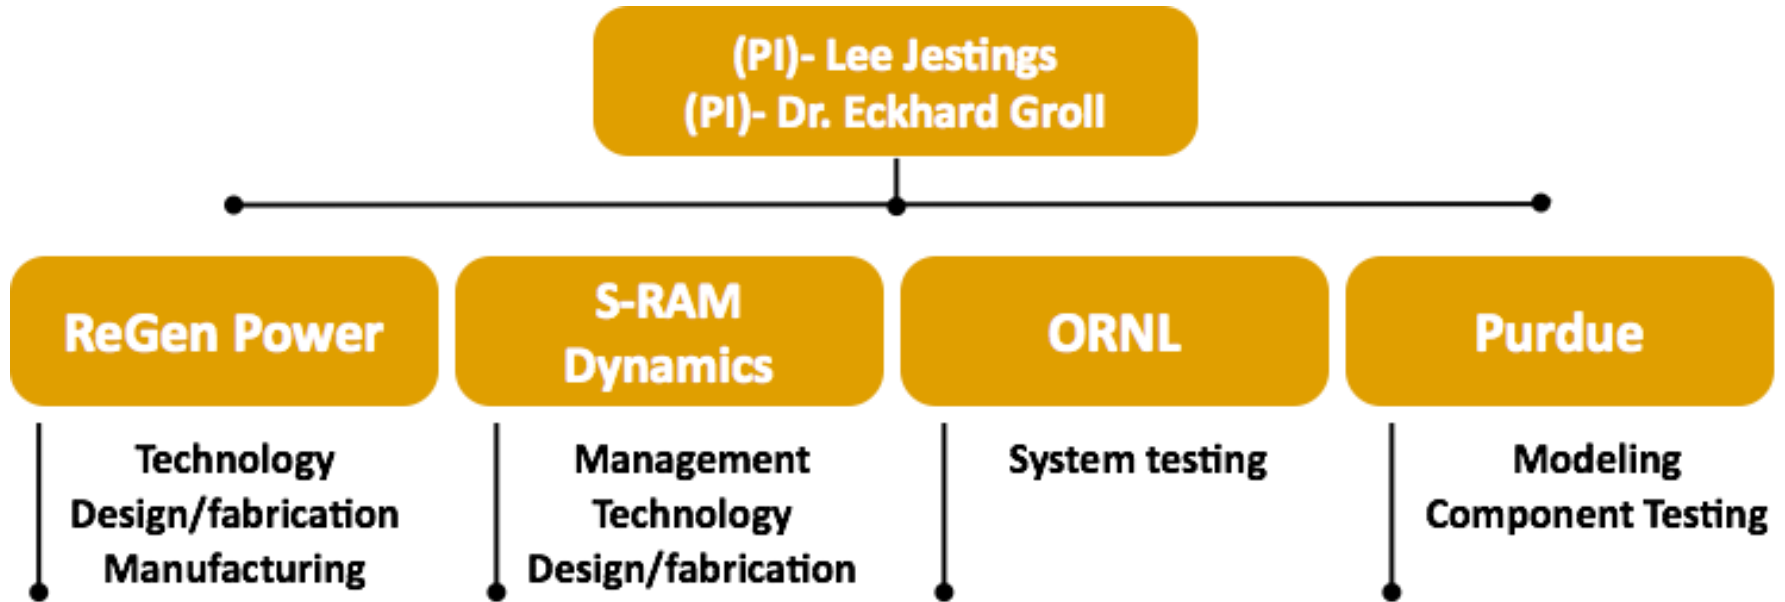 (PI)- Lee Jestings
(PI)- Dr. Eckhard Groll
ReGen Power
S-RAM
Dynamics
ORNL
Purdue
Technology
Design/fabrication
Manufacturing
Management
Technology
Design/fabrication
System testing
Modeling
Component Testing